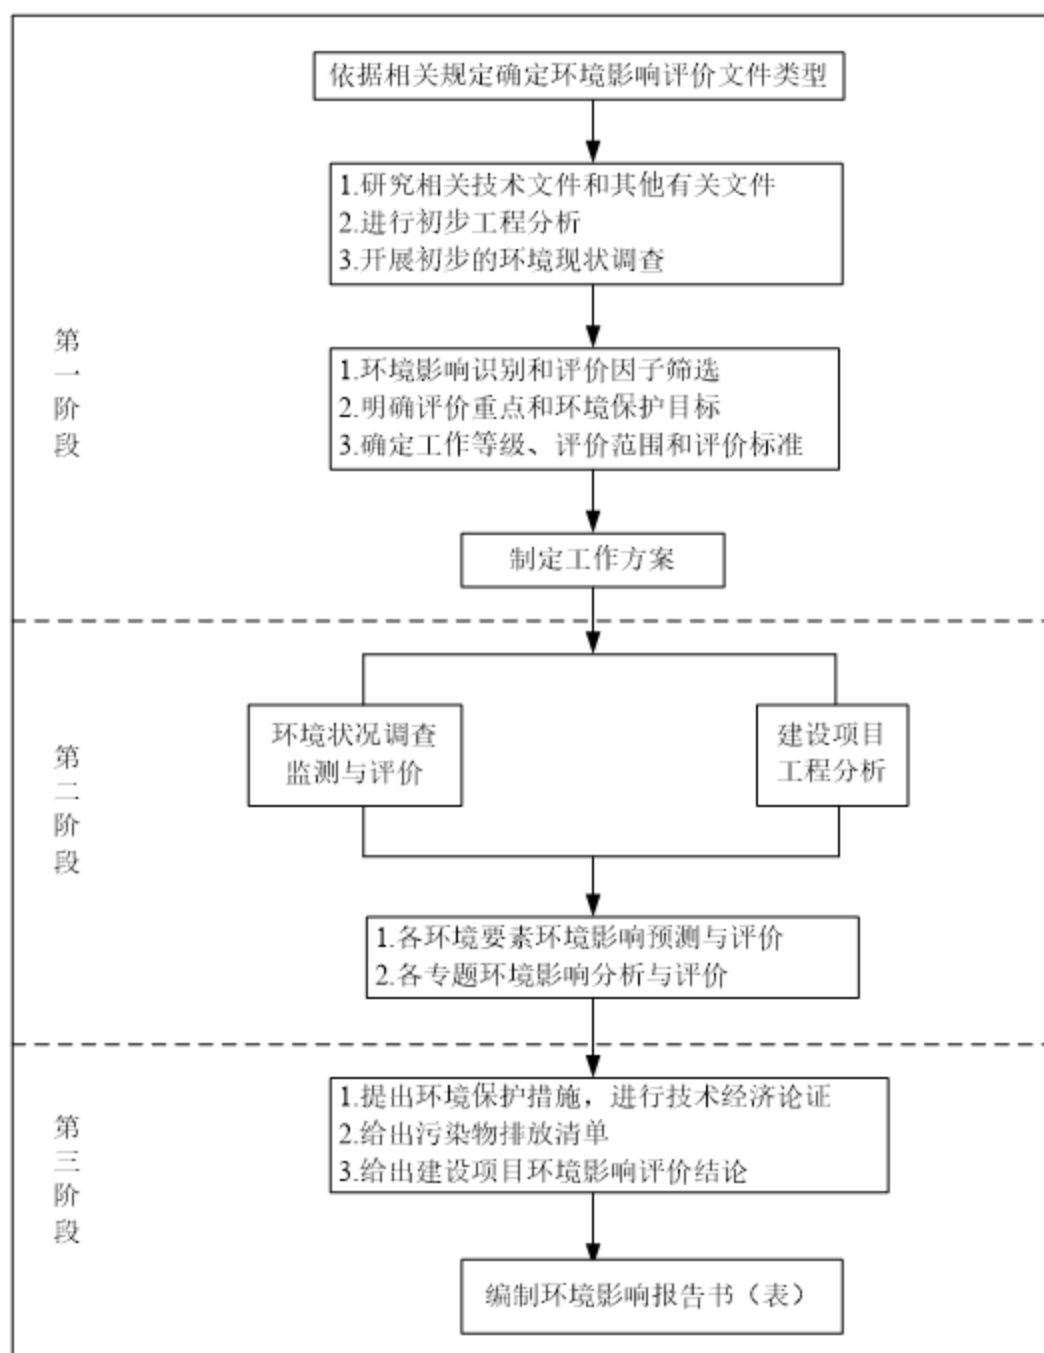 依据相关规定确定环境影响评价文件类型
1.研究相关技术文件和其他有关文件
2.进行初步工程分析
3.开展初步的环境现状调查
第一阶段
1.环境影响识别和评价因子筛选
2.明确评价重点和环境保护目标
3.确定工作等级、评价范围和评价标准
制定工作方案
第二阶段
环境状况调查
监测与评价
建设项目
工程分析
1.各环境要素环境影响预测与评价
2.各专题环境影响分析与评价
第三阶段
1.提出环境保护措施，进行技术经济论证
2.给出污染物排放清单
3.给出建设项目环境影响评价结论
编制环境影响报告书（表）